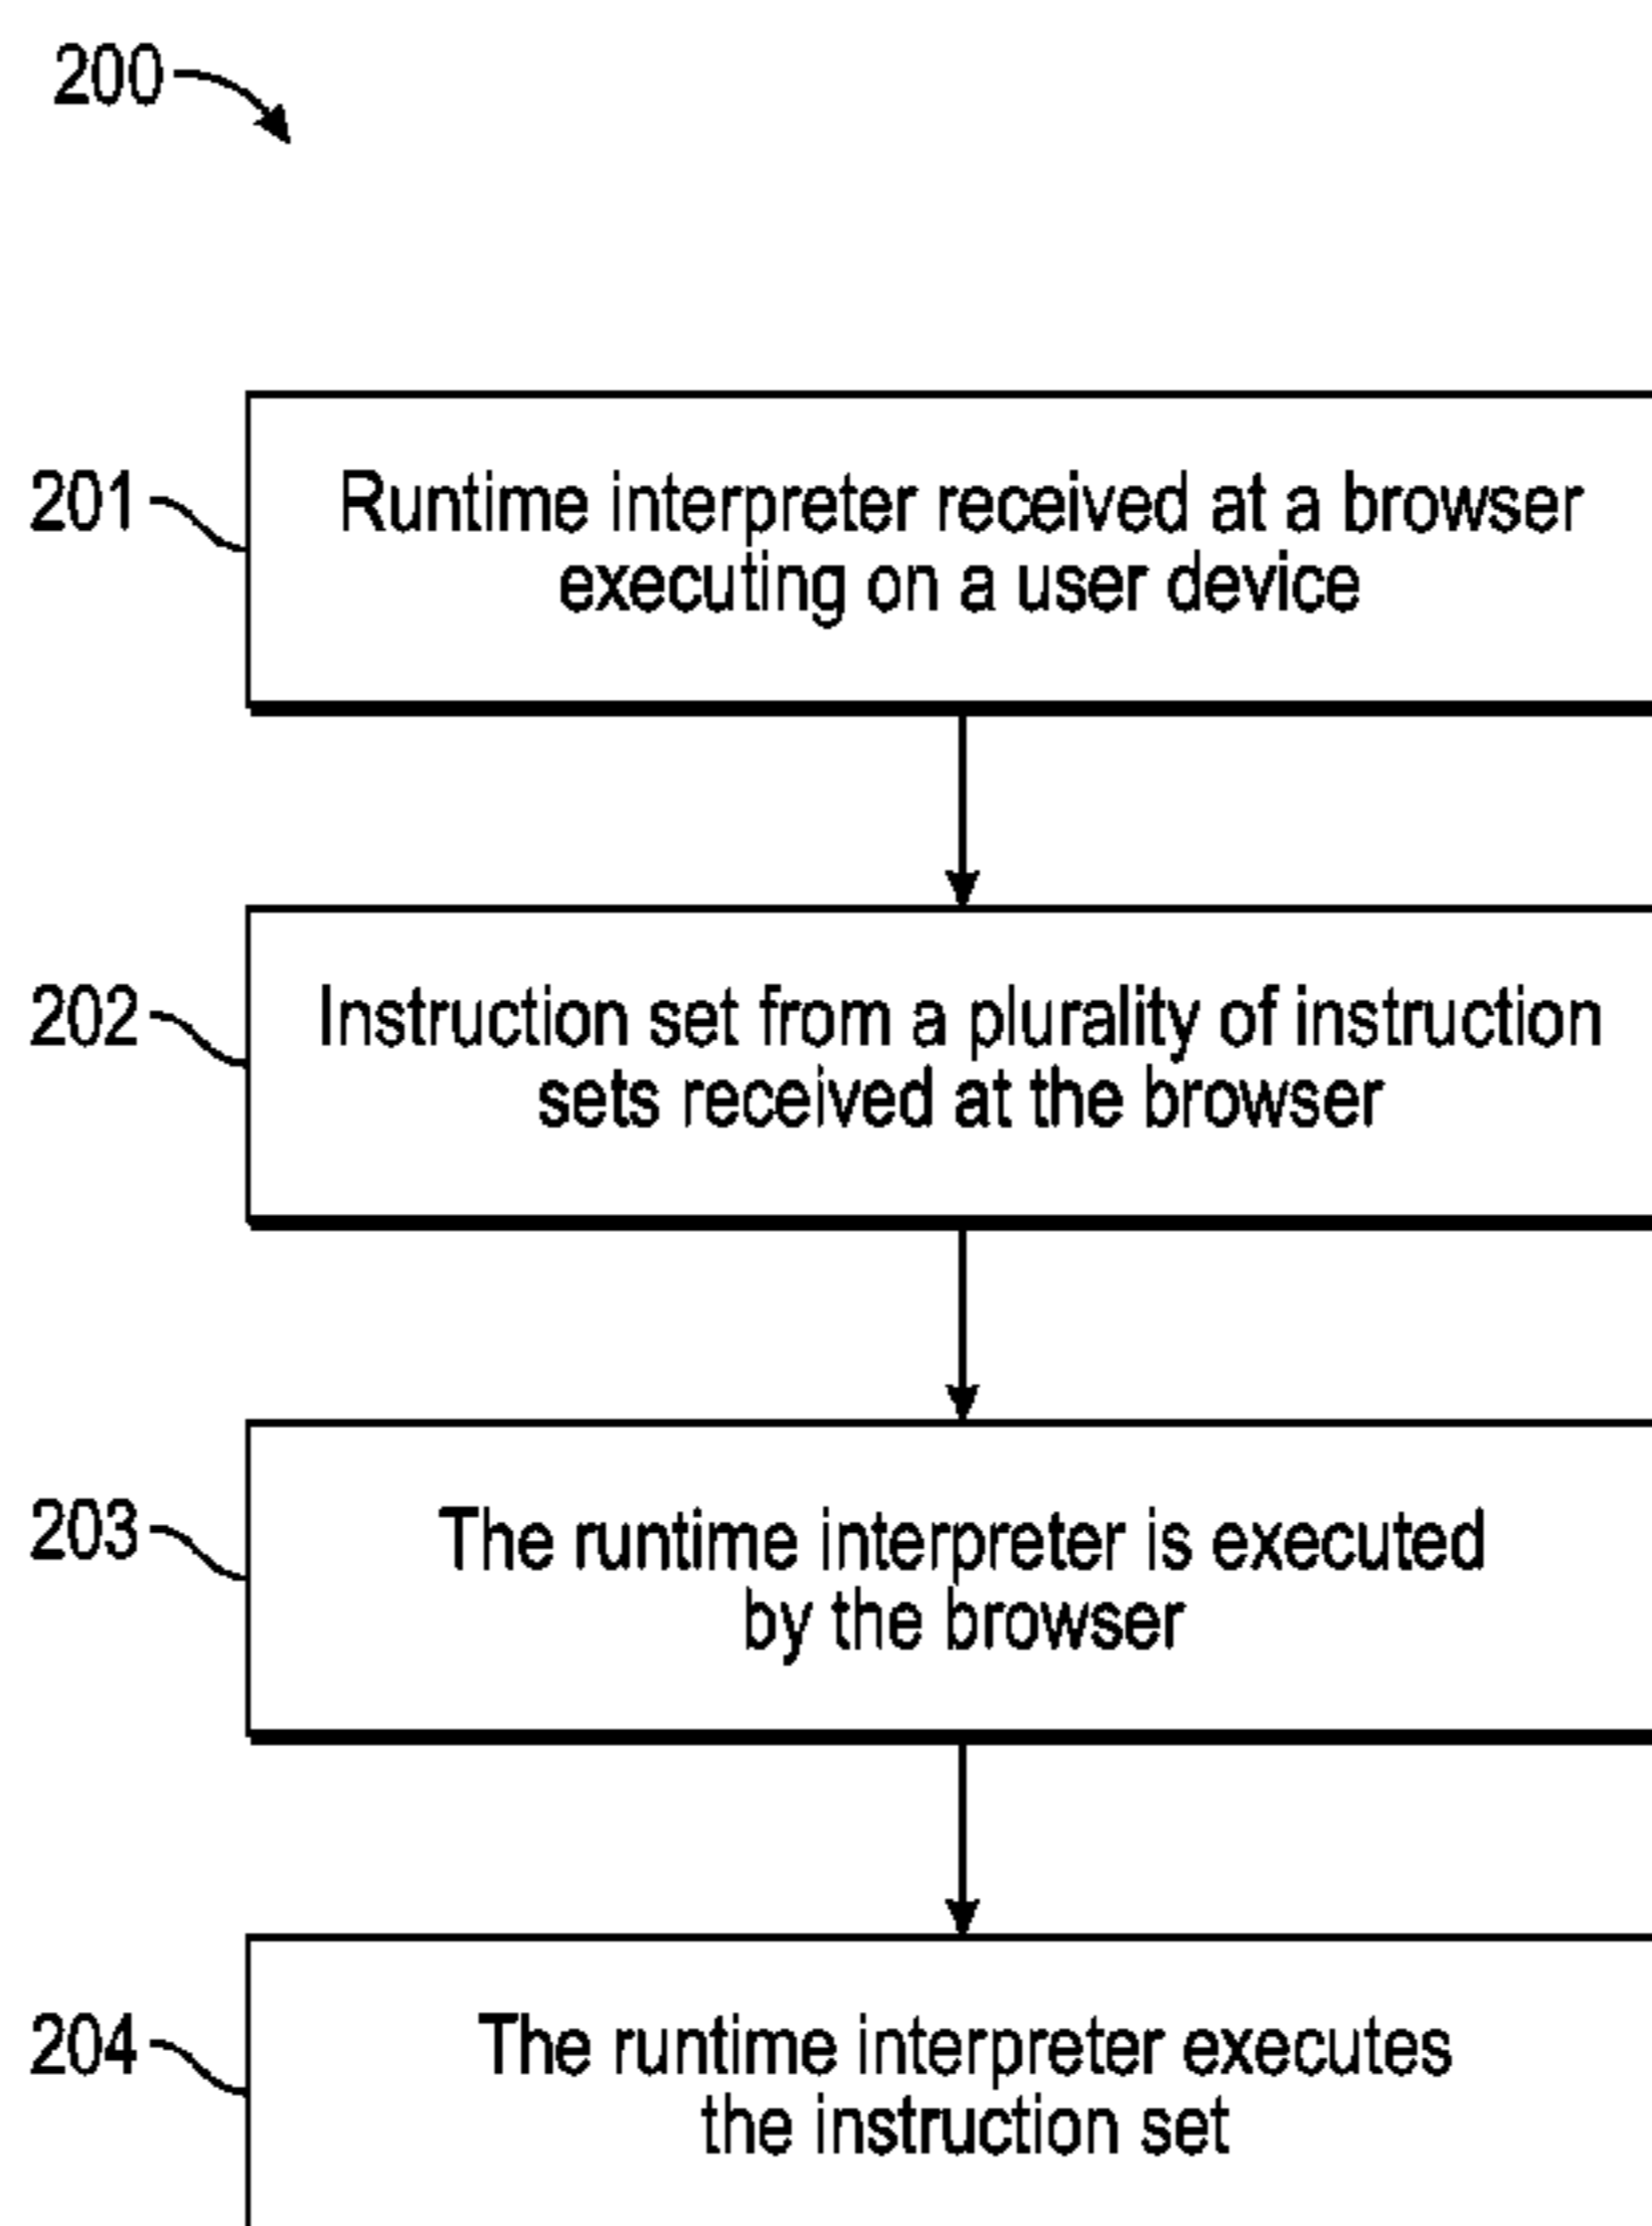 200
201
Runtime interpreter received at a browser
executing on a user device
202
Instruction set from a plurality of instruction
sets received at the browser
203
The runtime interpreter is executed
by the browser
204
The runtime interpreter executes
the instruction set